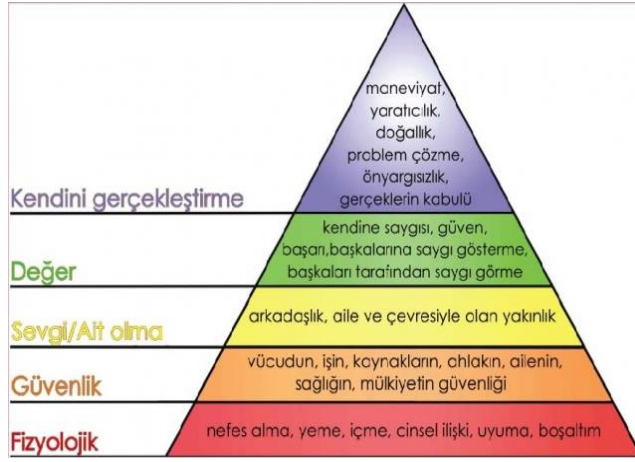 maneviyat,
yaratıcılık,
doğallık,
problem çözme,
önyargısızlık,
gerçeklerin kabulü
Kendini gerçekleştirme
kendine saygısı, güven,
başarı,başkalarına saygı gösterme,
başkaları tarafından saygı görme
Değer
arkadaşlık, aile ve çevresiyle olan yakınlık
Sevgi/Ait olma
vücudun, işin, kaynakların, ahlakın, ailenin,
sağlığın, mülkiyetin güvenliği
Güvenlik
nefes alma, yeme, içme, cinsel ilişki, uyuma, boşaltım
Fizyolojik